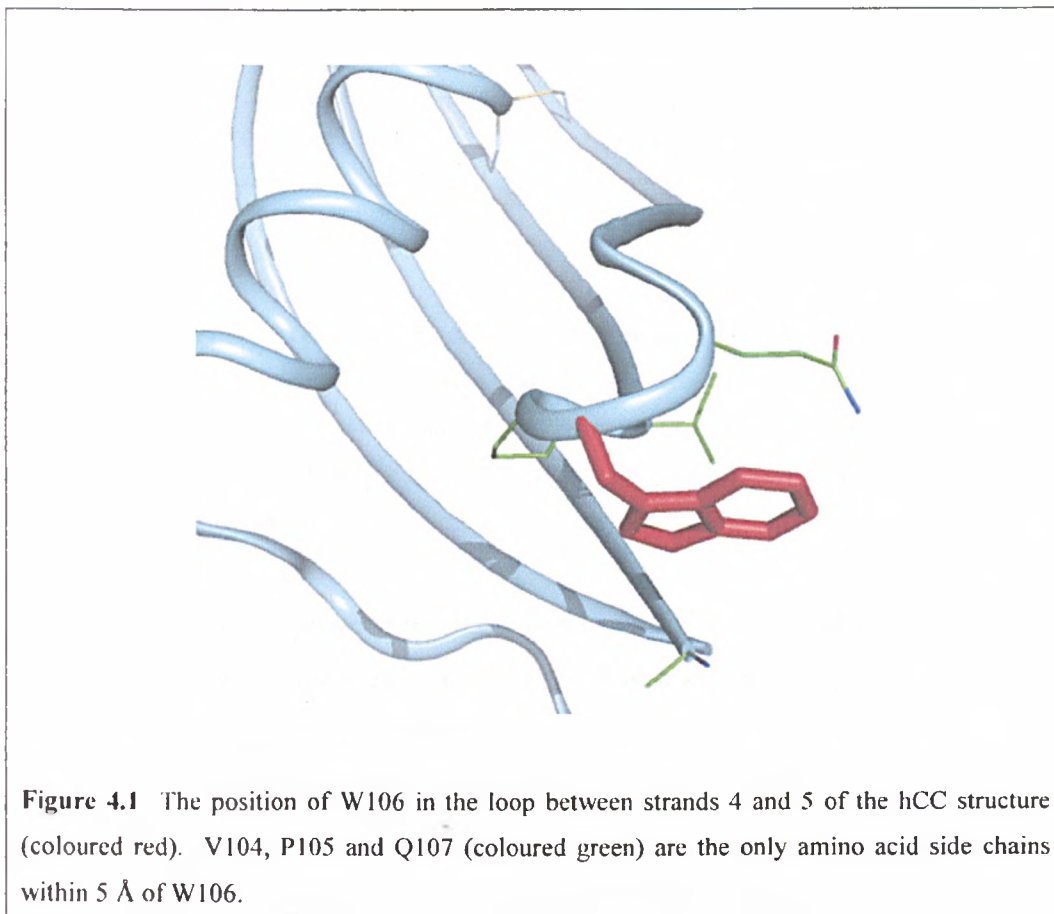 Figure 4.1 The position of W106 in the loop between strands 4 and 5 of the hCC structure
(coloured red). V104, P105 and Q107 (coloured green) are the only amino acid side chains
within 5 Å of W106.